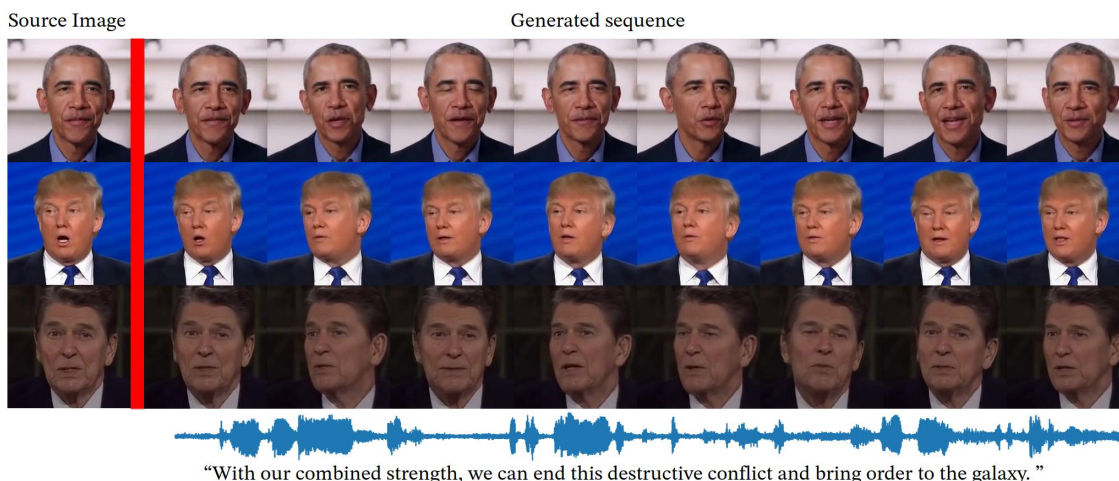 Source Image
Generated sequence
“With our combined strength, we can end this destructive conflict and bring order to the galaxy. ”